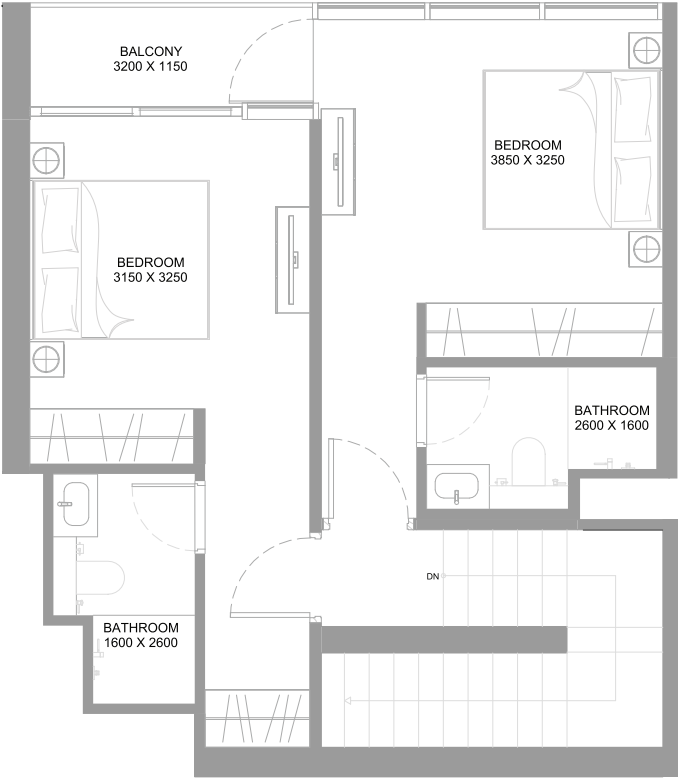 BALCONY
3200 X 1150
BEDROOM
3850 X 3250
BEDROOM
3150 X 3250
BATHROOM
2600 X 1600
DN
BATHROOM
1600 X 2600